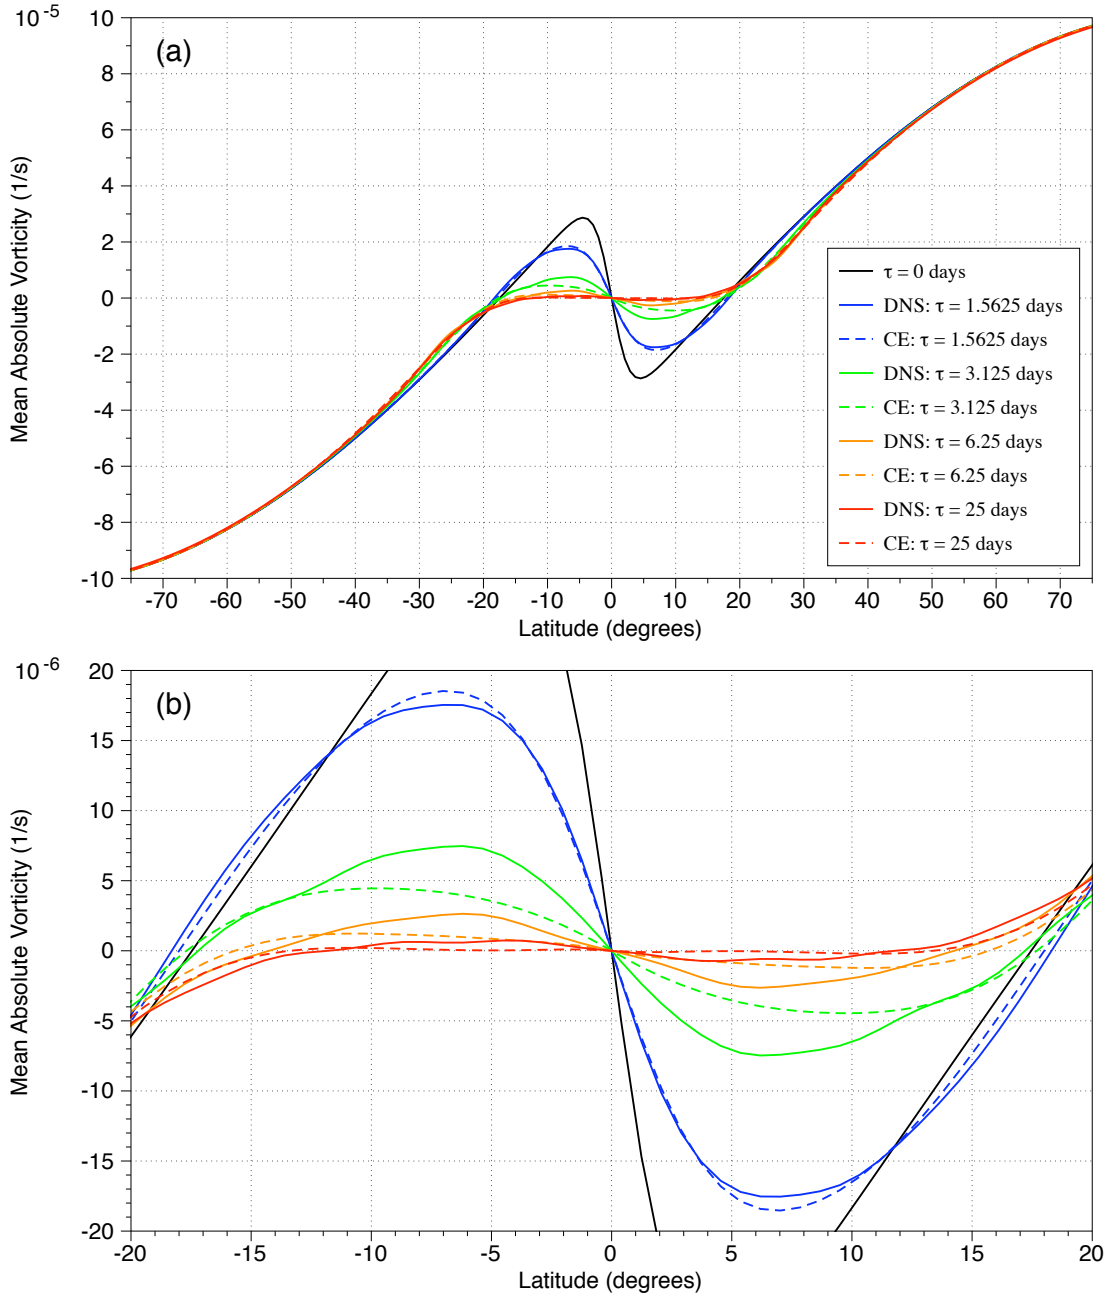 10-5
(a)
10
8
6
4
2
0
-2
-4
-6
-8
-10
Mean Absolute Vorticity (1/s)
τ = 0 days
DNS: τ = 1.5625 days
CE: τ = 1.5625 days
DNS: τ = 3.125 days
CE: τ = 3.125 days
DNS: τ = 6.25 days
CE: τ = 6.25 days
DNS: τ = 25 days
CE: τ = 25 days
-70 -60 -50 -40 -30 -20 -10 0 10 20 30 40 50 60 70
Latitude (degrees)
10-6
(b)
20
15
10
5
0
-5
-10
-15
-20
Mean Absolute Vorticity (1/s)
-20 -15 -10 -5 0 5 10 15 20
Latitude (degrees)